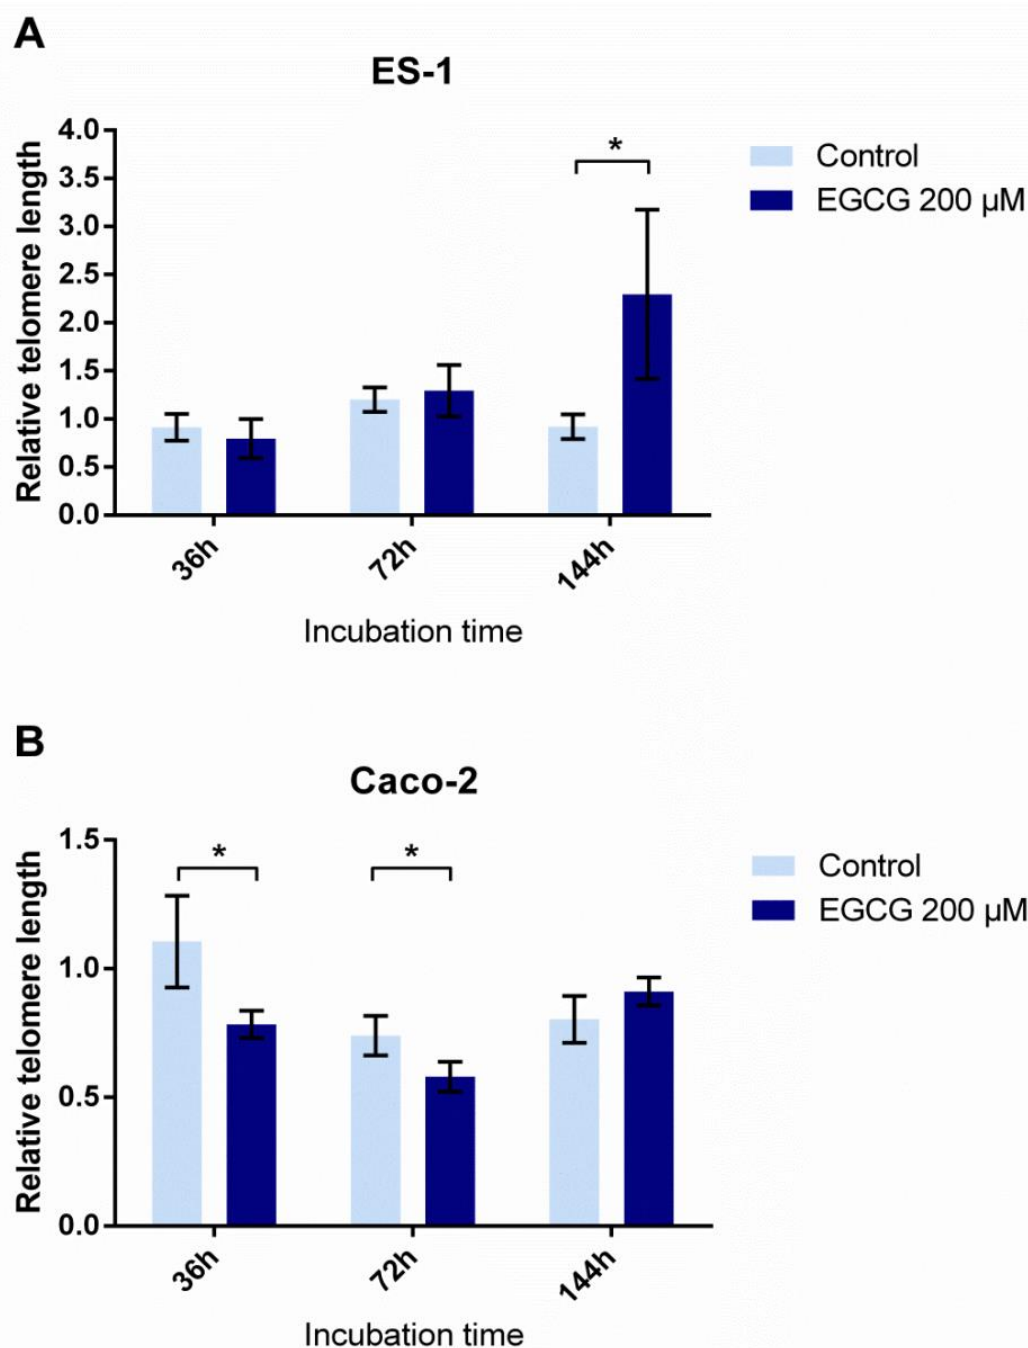 A
ES-1
Relative telomere length
4.0
3.5
3.0
2.5
2.0
1.5
1.0
0.5
0.0
*
Control
EGCG 200 µM
36h
72h
144h
Incubation time
B
Caco-2
Relative telomere length
1.5
1.0
0.5
0.0
*
*
Control
EGCG 200 µM
36h
72h
144h
Incubation time